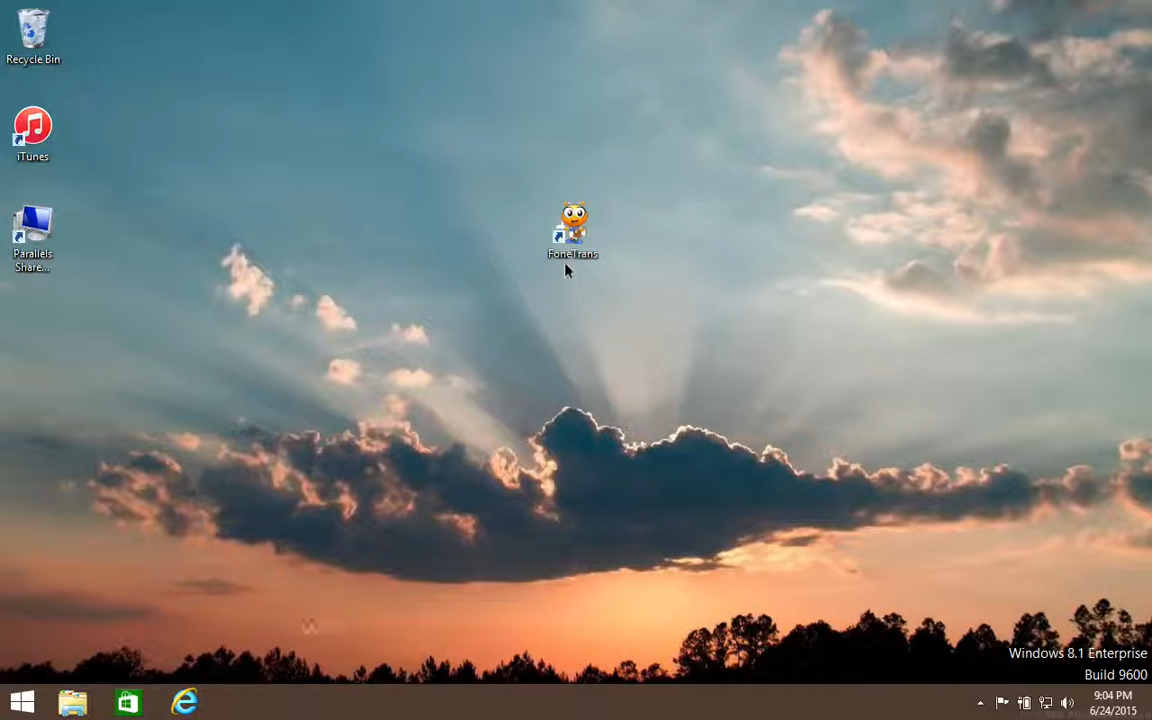 Recycle Bin
iTunes
Parallels
Share...
FoneTrans
Windows 8.1 Enterprise
Build 9600
9:04 PM
6/24/2015